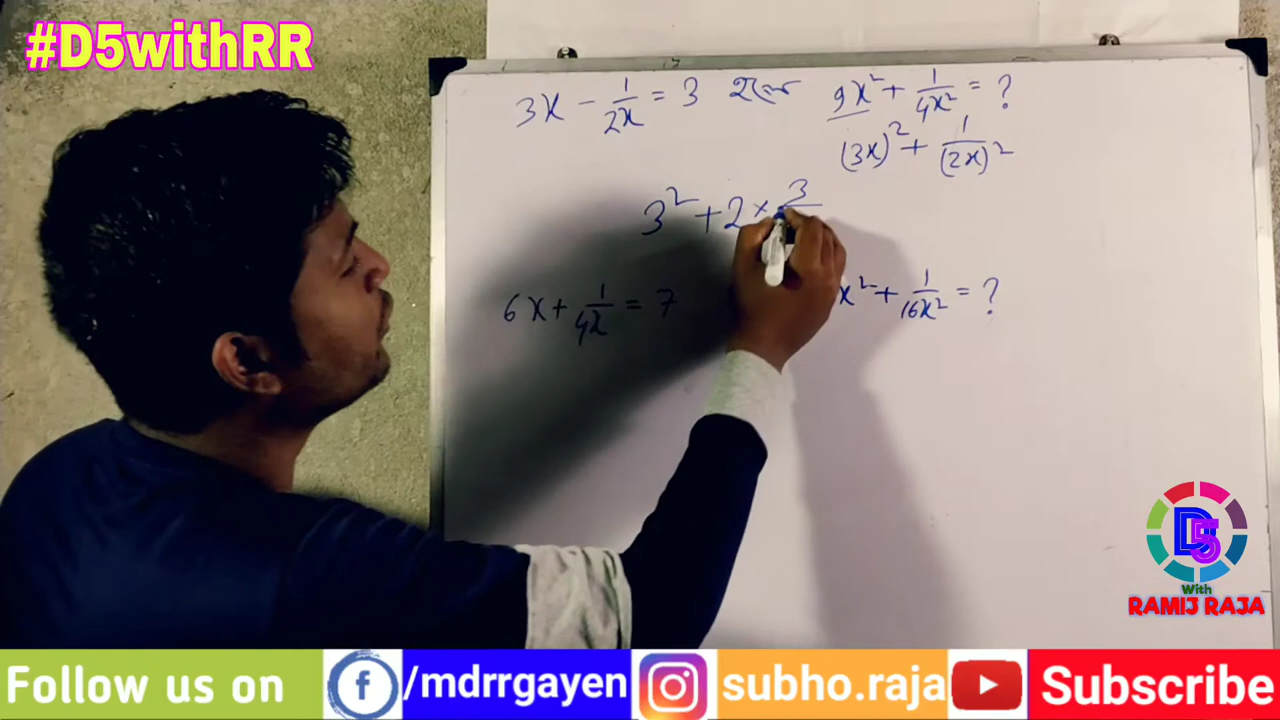 #D5withRR
3x - 1/2x = 3 হলে 9x² + 1/4x² = ?
(3x)² + 1/(2x)²
3² + 2 × 3/
6x + 1/4x = 7 x² + 1/16x² = ?
D5
With
RAMIJ RAJA
Follow us on /mdrrgayen subho.raja Subscribe